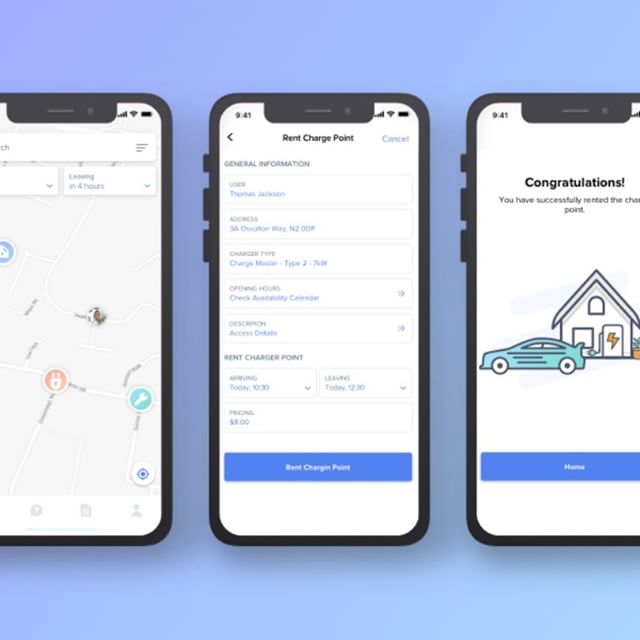 ch
Leaving
in 4 hours
9:41
Rent Charge Point
Cancel
GENERAL INFORMATION
USER
Thomas Jackson
ADDRESS
3A Ossulton Way, N2 0DP
CHARGER TYPE
Charge Master - Type 2 - 7kW
OPENING HOURS
Check Availability Calendar
DESCRIPION
Access Details
RENT CHARGER POINT
ARRIVING
Today, 10:30
LEAVING
Today, 12:30
PRICING
$8.00
Rent Chargin Point
9:41
Congratulations!
You have successfully rented the char
point.
Home